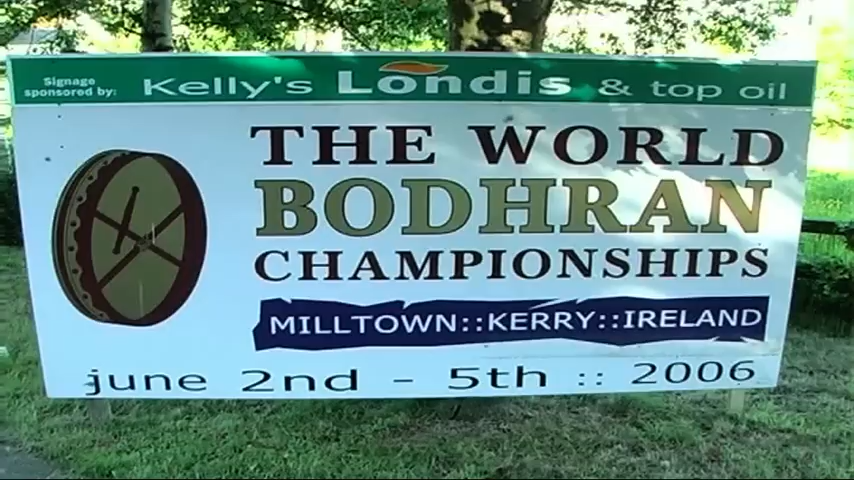 Signage
sponsored by:
Kelly's Londis & top oil
THE WORLD
BODHRAN
CHAMPIONSHIPS
MILLTOWN::KERRY::IRELAND
june 2nd - 5th :: 2006